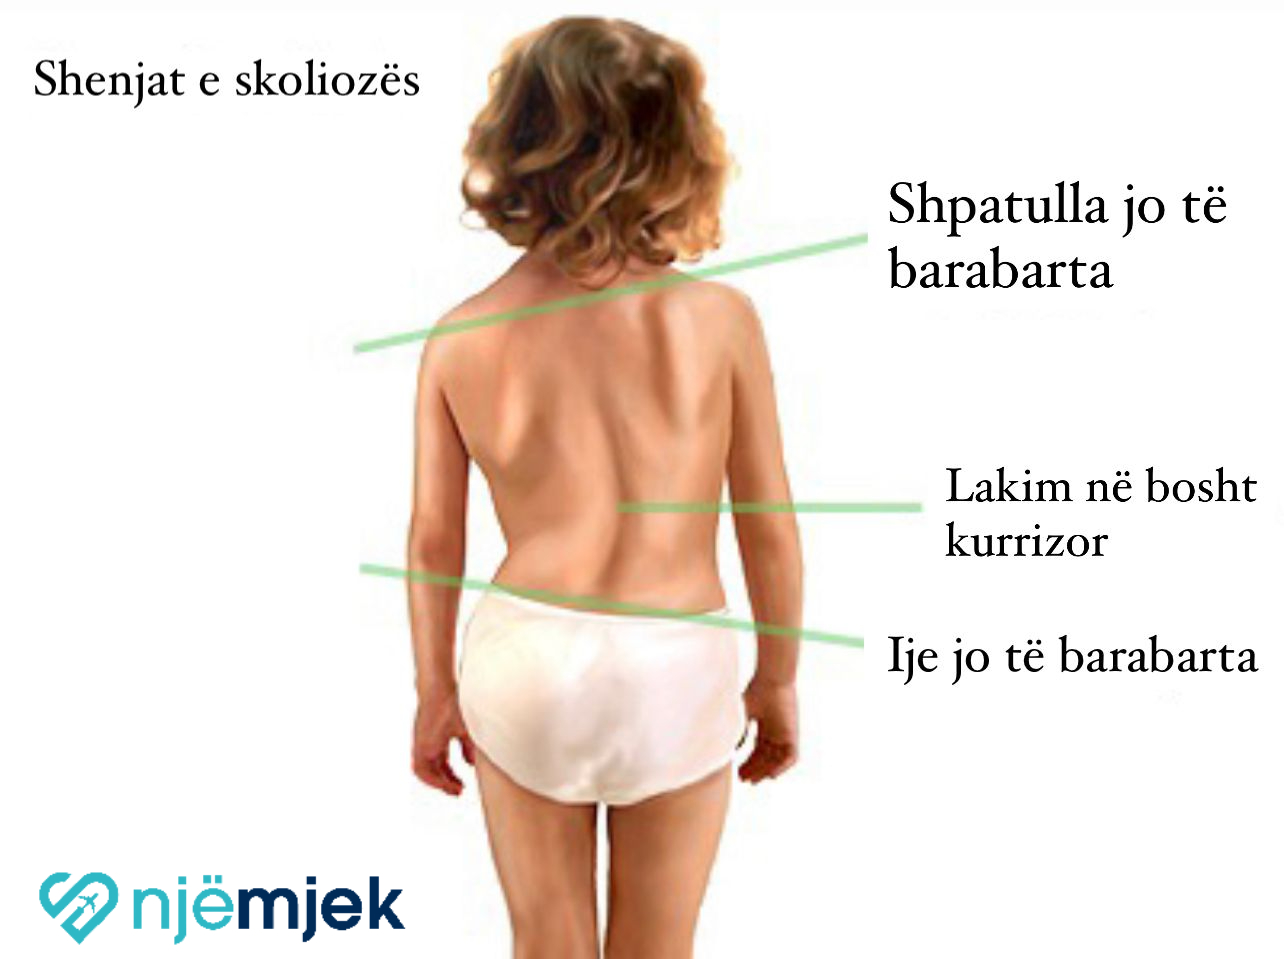 Shenjat e skoliozës
Shpatulla jo të
barabarta
Lakim në bosht
kurrizor
Ije jo të barabarta
njëmjek